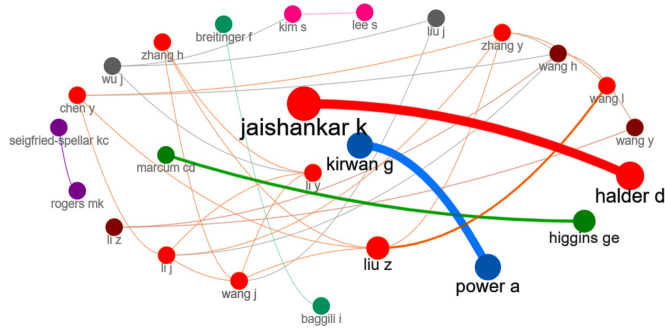 kim s
lee s
liu j
breitinger f
zhang y
zhang h
wang h
wu j
wang l
chen y
jaishankar k
seigfried-spellar kc
wang y
kirwan g
marcum cd
li y
rogers mk
halder d
li z
higgins ge
li j
liu z
wang j
power a
baggili i